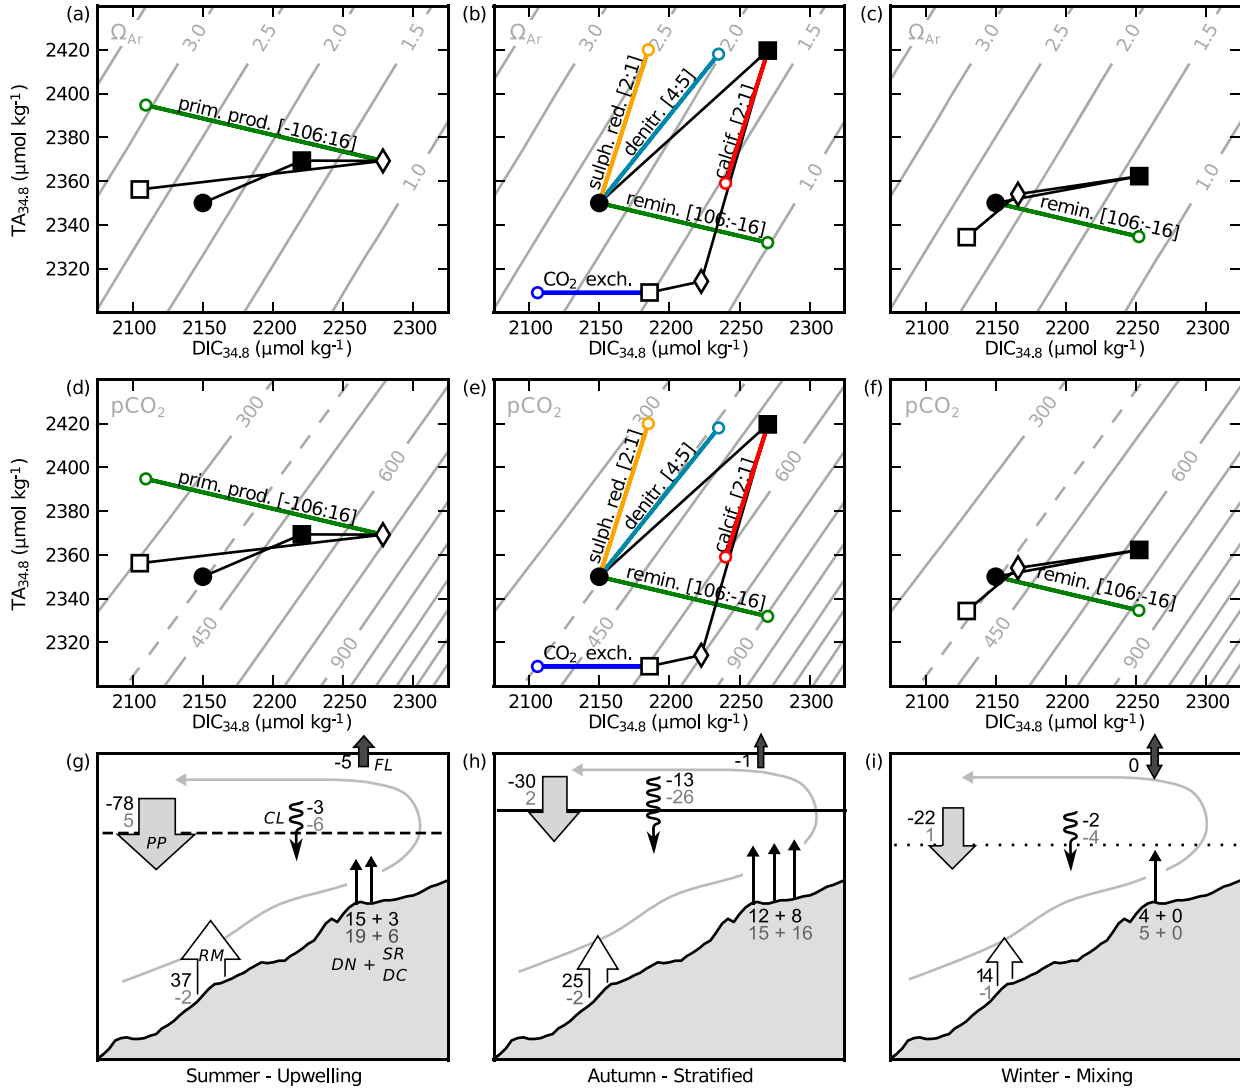 (a)
Ω_Ar
3.0
2.5
2.0
1.5
1.0
prim. prod. [-106:16]
2420
2400
2380
2360
2340
2320
TA34.8 (μmol kg-1)
2100 2150 2200 2250 2300
DIC34.8 (μmol kg-1)
(b)
Ω_Ar
3.0
2.5
2.0
1.5
1.0
sulph. red. [2:1]
denitr. [4:5]
calcif. [2:1]
remin. [106:-16]
CO2 exch.
2100 2150 2200 2250 2300
DIC34.8 (μmol kg-1)
(c)
Ω_Ar
3.0
2.5
2.0
1.5
1.0
remin. [106:-16]
2100 2150 2200 2250 2300
DIC34.8 (μmol kg-1)
(d)
pCO2
300
600
450
900
prim. prod. [-106:16]
2420
2400
2380
2360
2340
2320
TA34.8 (μmol kg-1)
2100 2150 2200 2250 2300
DIC34.8 (μmol kg-1)
(e)
pCO2
300
600
450
900
sulph. red. [2:1]
denitr. [4:5]
calcif. [2:1]
remin. [106:-16]
CO2 exch.
2100 2150 2200 2250 2300
DIC34.8 (μmol kg-1)
(f)
pCO2
300
600
450
900
remin. [106:-16]
2100 2150 2200 2250 2300
DIC34.8 (μmol kg-1)
(g)
-5 FL
-78
5
PP
CL
-3
-6
15 + 3
19 + 6
DN + SR
DC
RM
37
-2
Summer - Upwelling
(h)
-1
-30
2
-13
-26
12 + 8
15 + 16
25
-2
Autumn - Stratified
(i)
0
-22
1
-2
-4
4 + 0
5 + 0
14
-1
Winter - Mixing